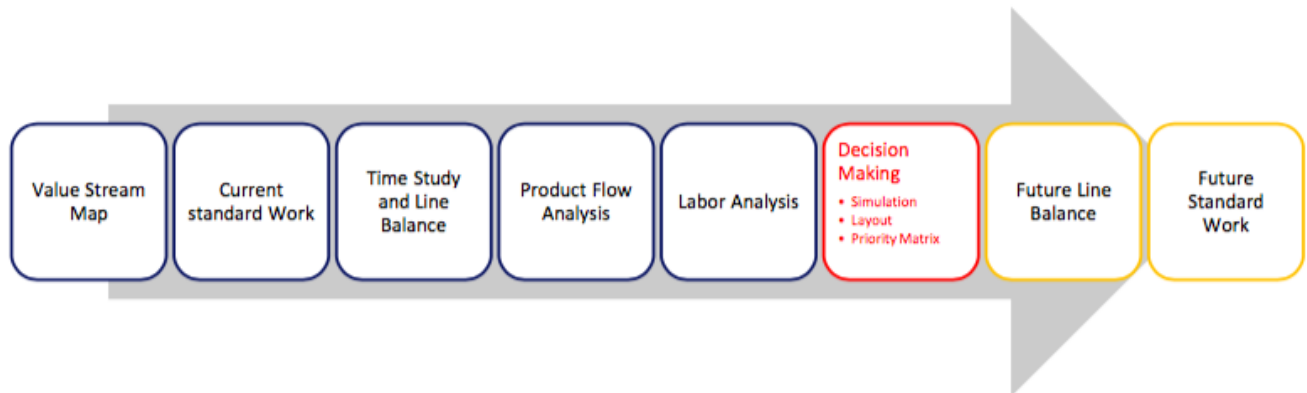 Value Stream
Map
Current
standard Work
Time Study
and Line
Balance
Product Flow
Analysis
Labor Analysis
Decision
Making
• Simulation
• Layout
• Priority Matrix
Future Line
Balance
Future
Standard
Work